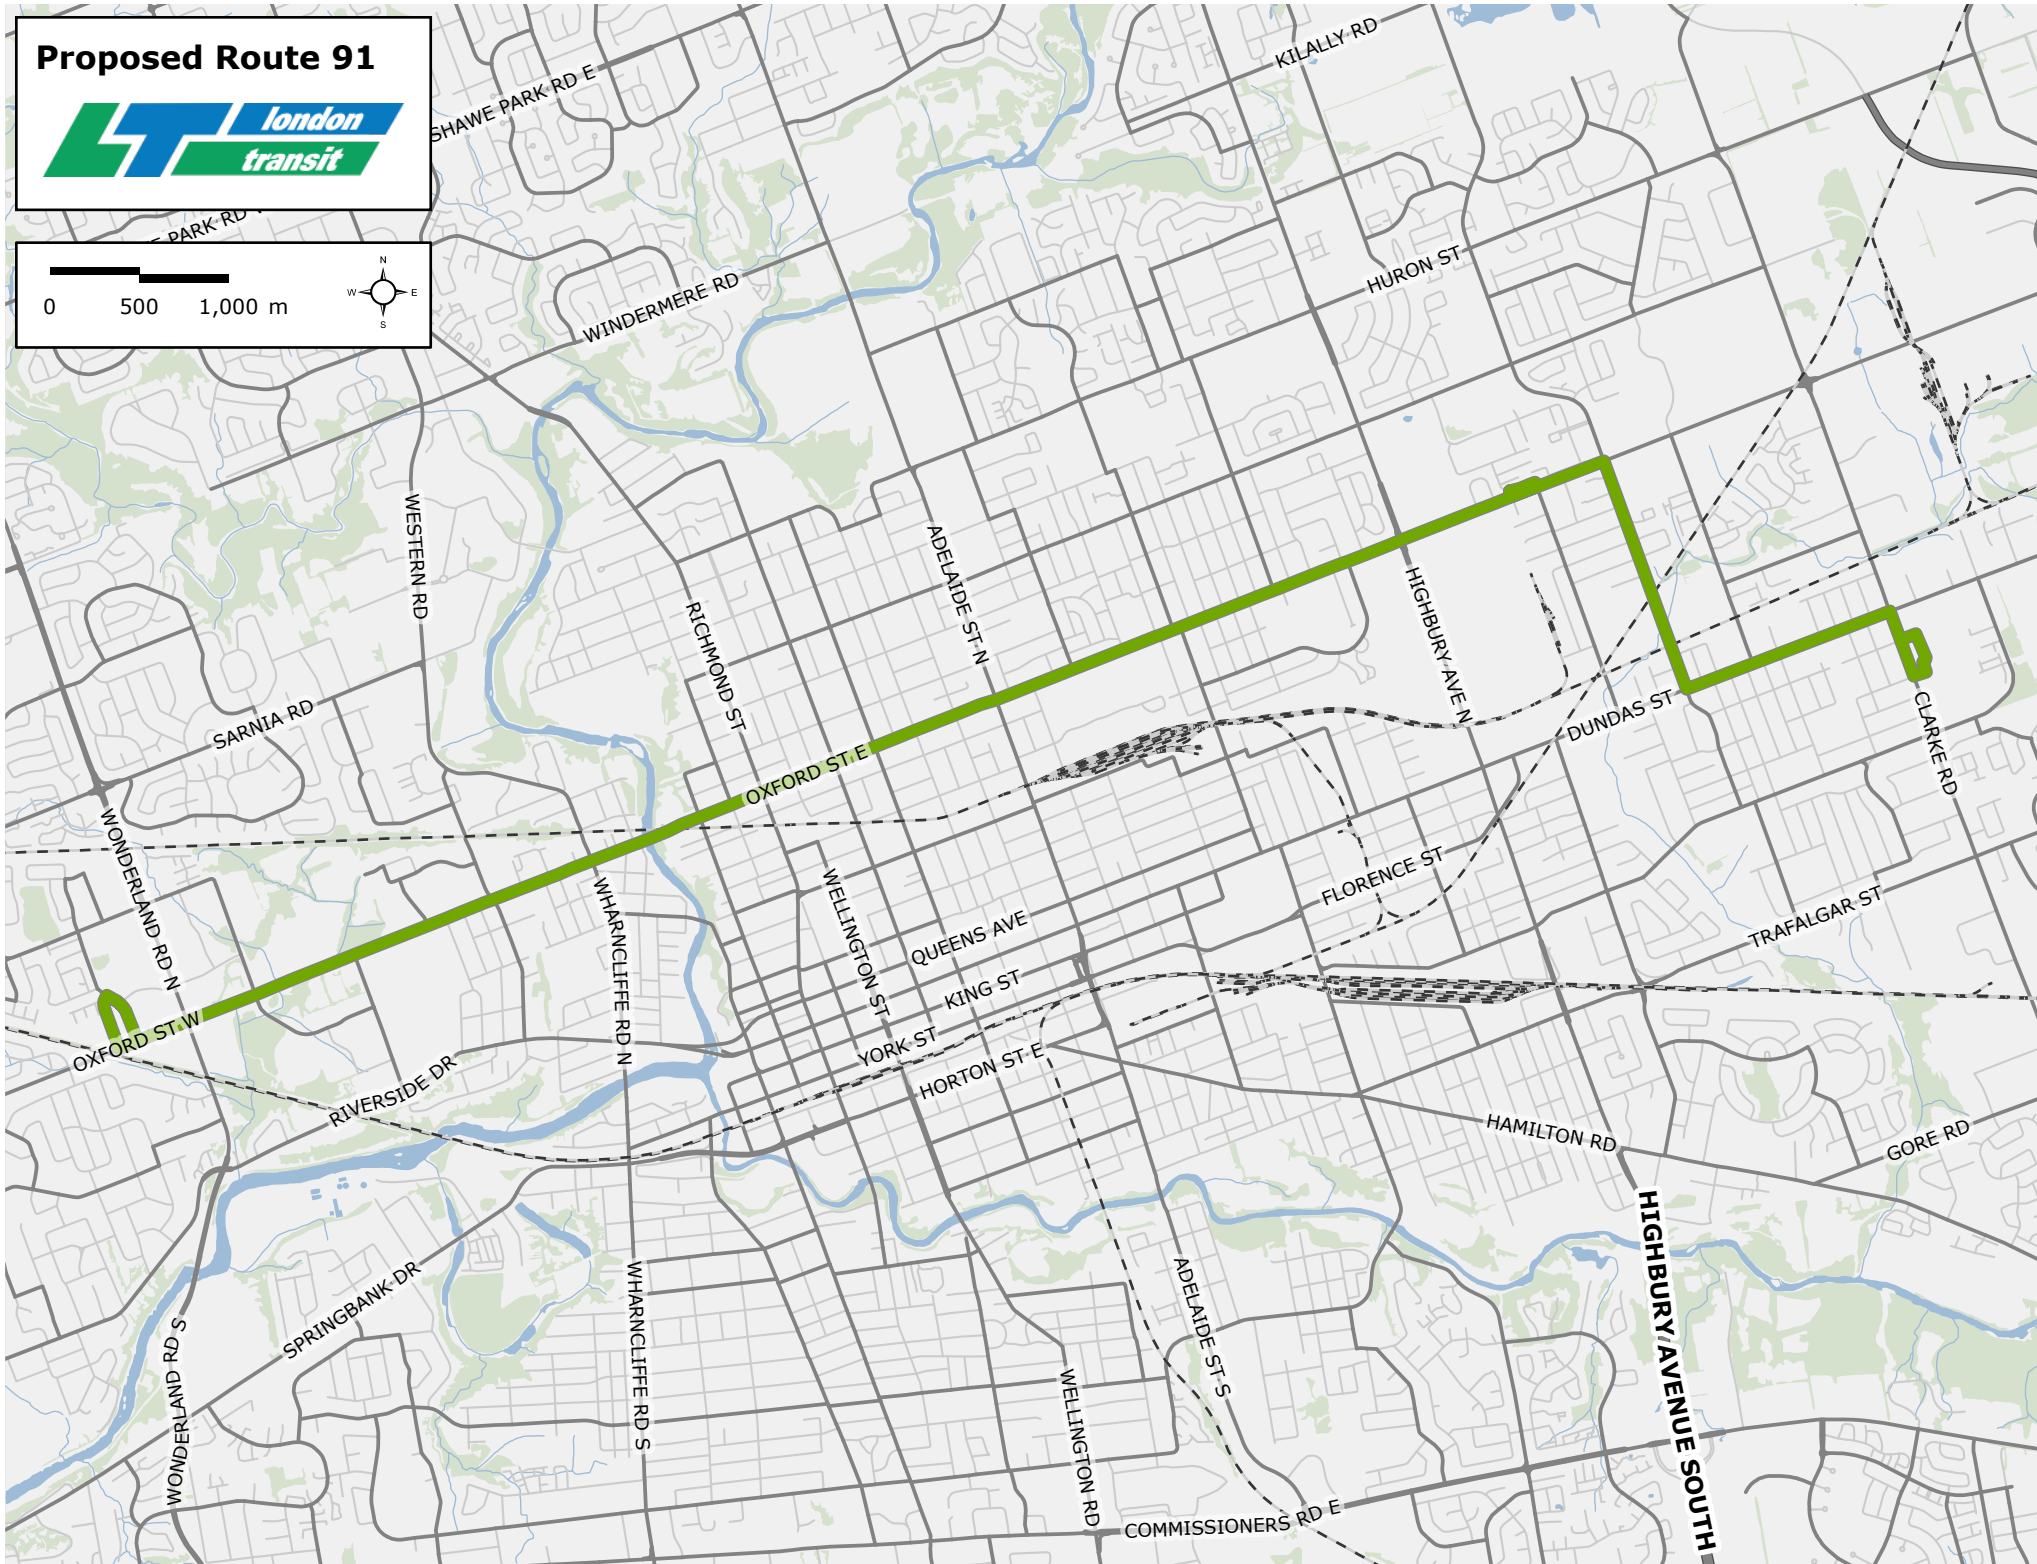 Proposed Route 91
london
transit
SHAWE PARK RD E
KILALLY RD
E PARK RD
N
W
E
S
0 500 1,000 m
WINDERMERE RD
HURON ST
WESTERN RD
ADELAIDE ST N
HIGHBURY AVE N
RICHMOND ST
SARNIA RD
DUNDAS ST
CLARKE RD
OXFORD ST E
WONDERLAND RD N
WHARNCLIFFE RD N
WELLINGTON ST
FLORENCE ST
QUEENS AVE
TRAFALGAR ST
KING ST
OXFORD ST W
YORK ST
HORTON ST E
RIVERSIDE DR
HAMILTON RD
GORE RD
HIGHBURY AVENUE SOUTH
SPRINGBANK DR
WHARNCLIFFE RD S
ADELAIDE ST S
WONDERLAND RD S
WELLINGTON RD
COMMISSIONERS RD E